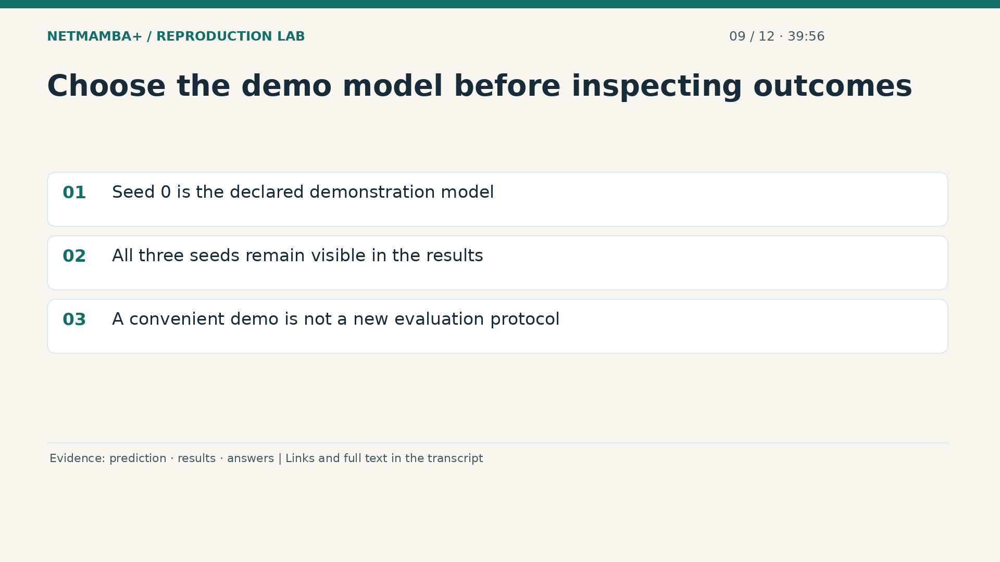 NETMAMBA+ / REPRODUCTION LAB
09 / 12 · 39:56
Choose the demo model before inspecting outcomes
01 Seed 0 is the declared demonstration model
02 All three seeds remain visible in the results
03 A convenient demo is not a new evaluation protocol
Evidence: prediction · results · answers | Links and full text in the transcript